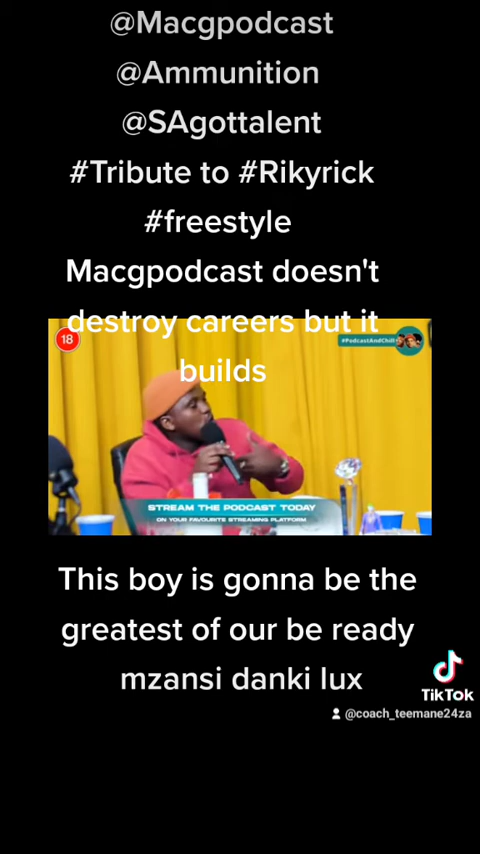 @Macgpodcast
@Ammunition
@SAgottalent
#Tribute to #Rikyrick
#freestyle
Macgpodcast doesn't
destroy careers but it
builds
18
#PodcastAndChill
STREAM THE PODCAST TODAY
ON YOUR FAVOURITE STREAMING PLATFORM
This boy is gonna be the
greatest of our be ready
mzansi danki lux
TikTok
@coach_teemane24za